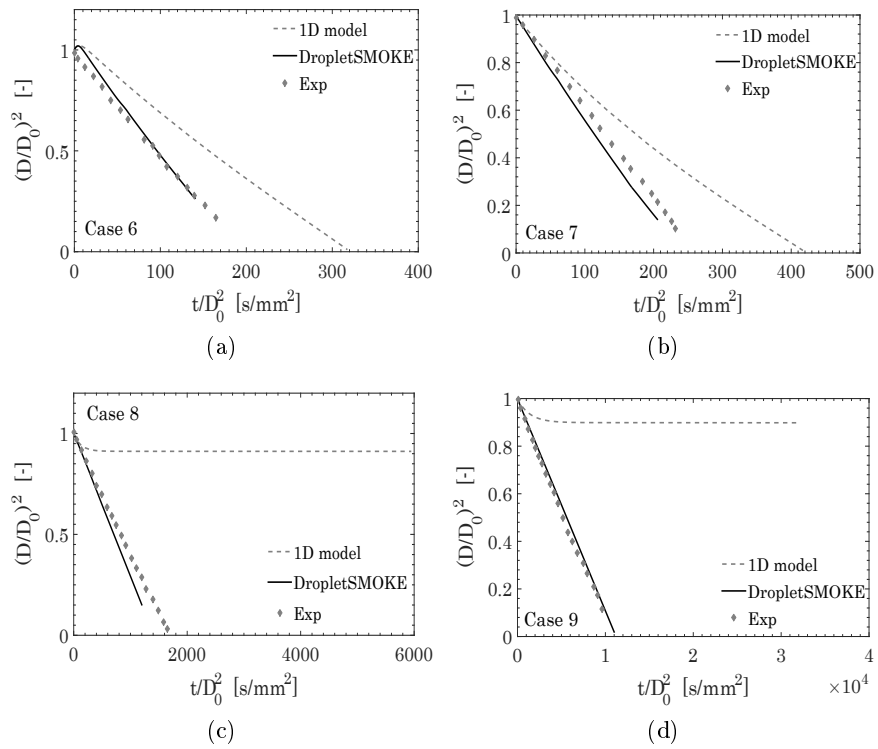 1D model
DropletSMOKE
Exp
(D/D₀)² [-]
1
0.5
0
Case 6
0 100 200 300 400
t/D₀² [s/mm²]
(a)
1D model
DropletSMOKE
Exp
(D/D₀)² [-]
1
0.8
0.6
0.4
0.2
0
Case 7
0 100 200 300 400 500
t/D₀² [s/mm²]
(b)
Case 8
(D/D₀)² [-]
1
0.5
0
1D model
DropletSMOKE
Exp
0 2000 4000 6000
t/D₀² [s/mm²]
(c)
(D/D₀)² [-]
1
0.8
0.6
0.4
0.2
0
1D model
DropletSMOKE
Exp
Case 9
0 1 2 3 4
t/D₀² [s/mm²]
×10⁴
(d)